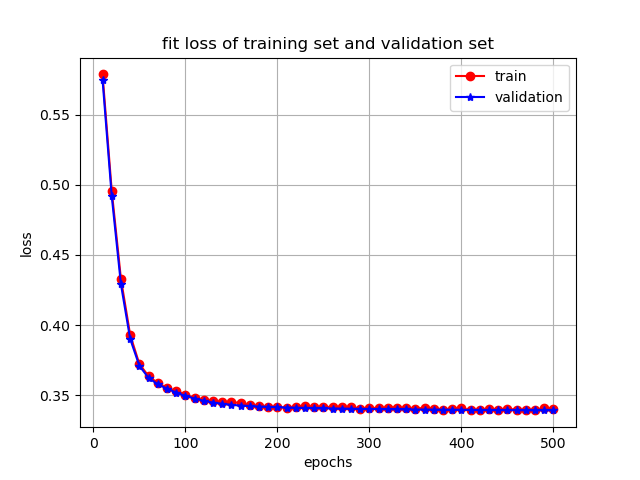 fit loss of training set and validation set
train
validation
0.55
0.50
0.45
0.40
0.35
loss
0
100
200
300
400
500
epochs